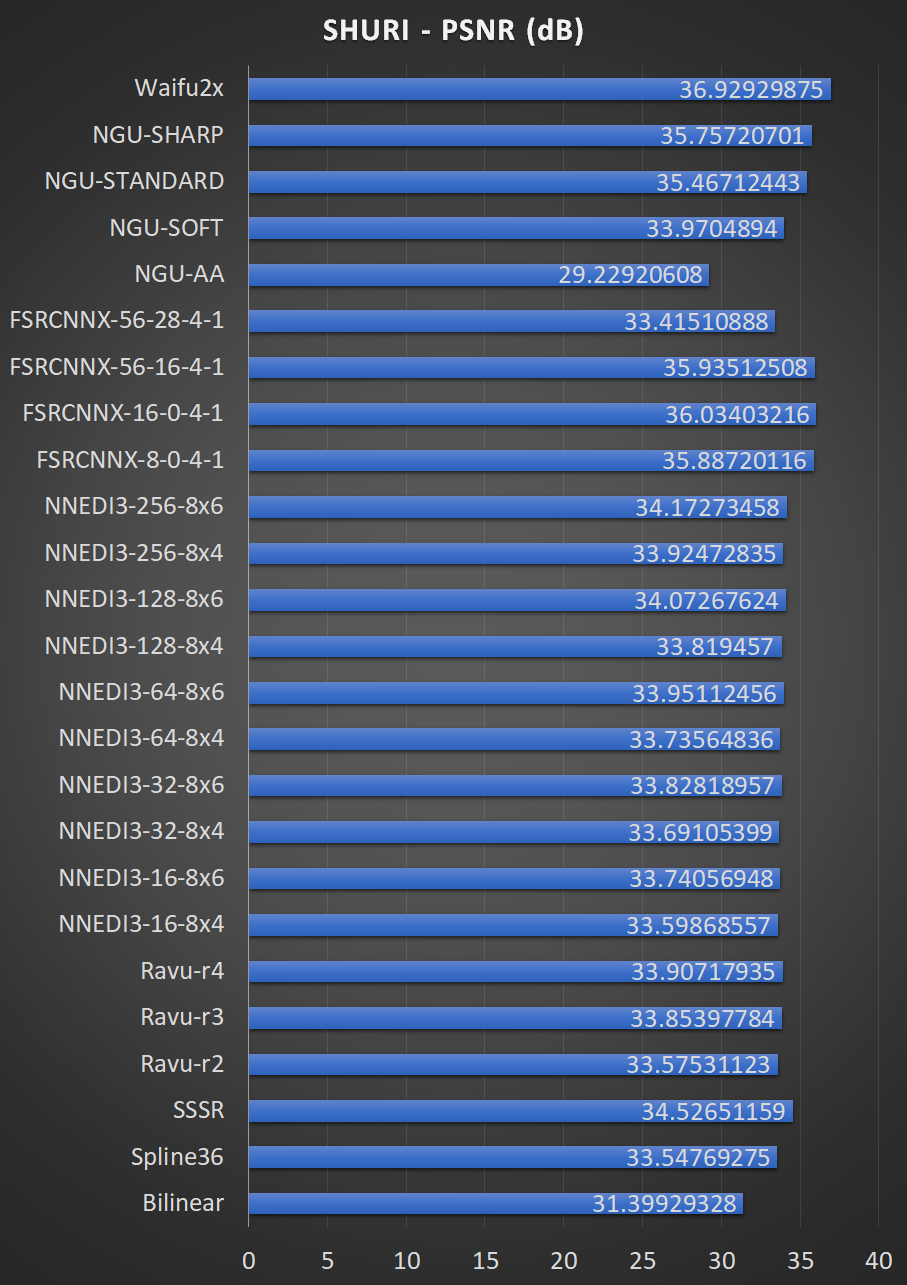 SHURI - PSNR (dB)
Waifu2x 36.92929875
NGU-SHARP 35.75720701
NGU-STANDARD 35.46712443
NGU-SOFT 33.9704894
NGU-AA 29.22920608
FSRCNNX-56-28-4-1 33.41510888
FSRCNNX-56-16-4-1 35.93512508
FSRCNNX-16-0-4-1 36.03403216
FSRCNNX-8-0-4-1 35.88720116
NNEDI3-256-8x6 34.17273458
NNEDI3-256-8x4 33.92472835
NNEDI3-128-8x6 34.07267624
NNEDI3-128-8x4 33.819457
NNEDI3-64-8x6 33.95112456
NNEDI3-64-8x4 33.73564836
NNEDI3-32-8x6 33.82818957
NNEDI3-32-8x4 33.69105399
NNEDI3-16-8x6 33.74056948
NNEDI3-16-8x4 33.59868557
Ravu-r4 33.90717935
Ravu-r3 33.85397784
Ravu-r2 33.57531123
SSSR 34.52651159
Spline36 33.54769275
Bilinear 31.39929328
0 5 10 15 20 25 30 35 40